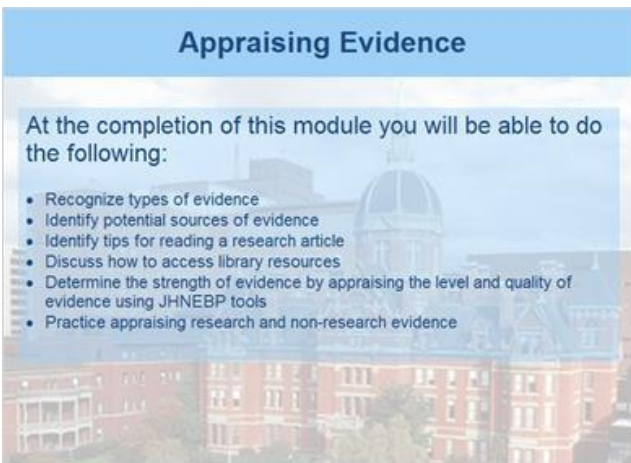 Appraising Evidence
At the completion of this module you will be able to do
the following:
• Recognize types of evidence
• Identify potential sources of evidence
• Identify tips for reading a research article
• Discuss how to access library resources
• Determine the strength of evidence by appraising the level and quality of
evidence using JHNEBP tools
• Practice appraising research and non-research evidence